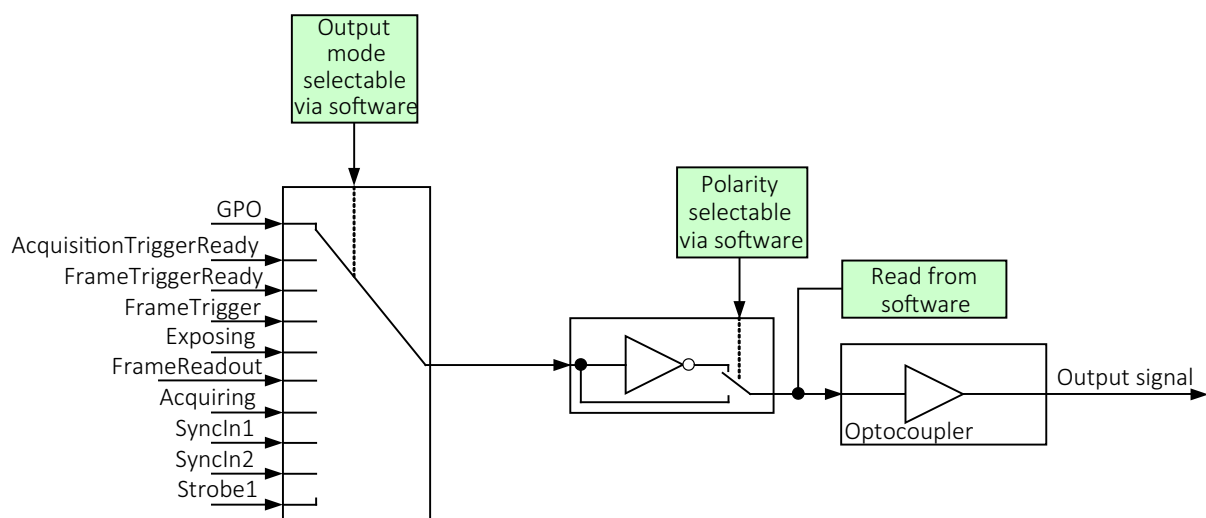 Output
mode
selectable
via software
Polarity
selectable
via software
GPO
AcquisitionTriggerReady
FrameTriggerReady
FrameTrigger
Exposing
FrameReadout
Acquiring
SyncIn1
SyncIn2
Strobe1
Read from
software
Optocoupler
Output signal